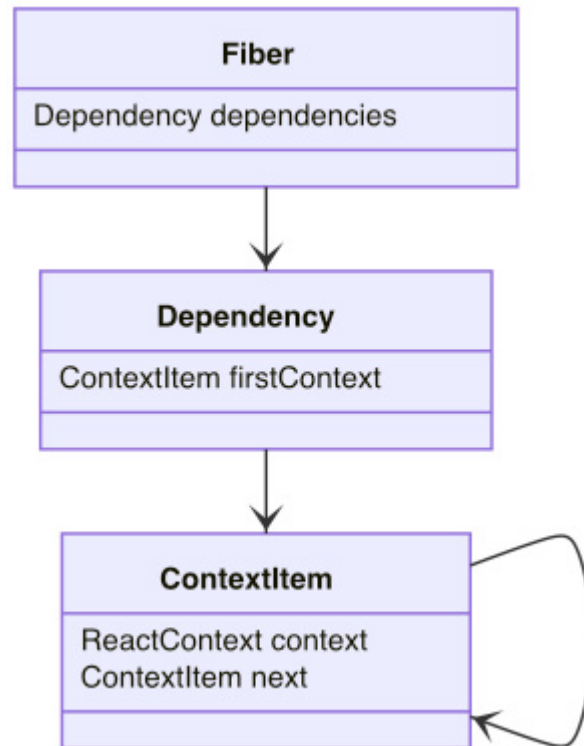 Fiber
Dependency dependencies
Dependency
ContextItem firstContext
ContextItem
ReactContext context
ContextItem next